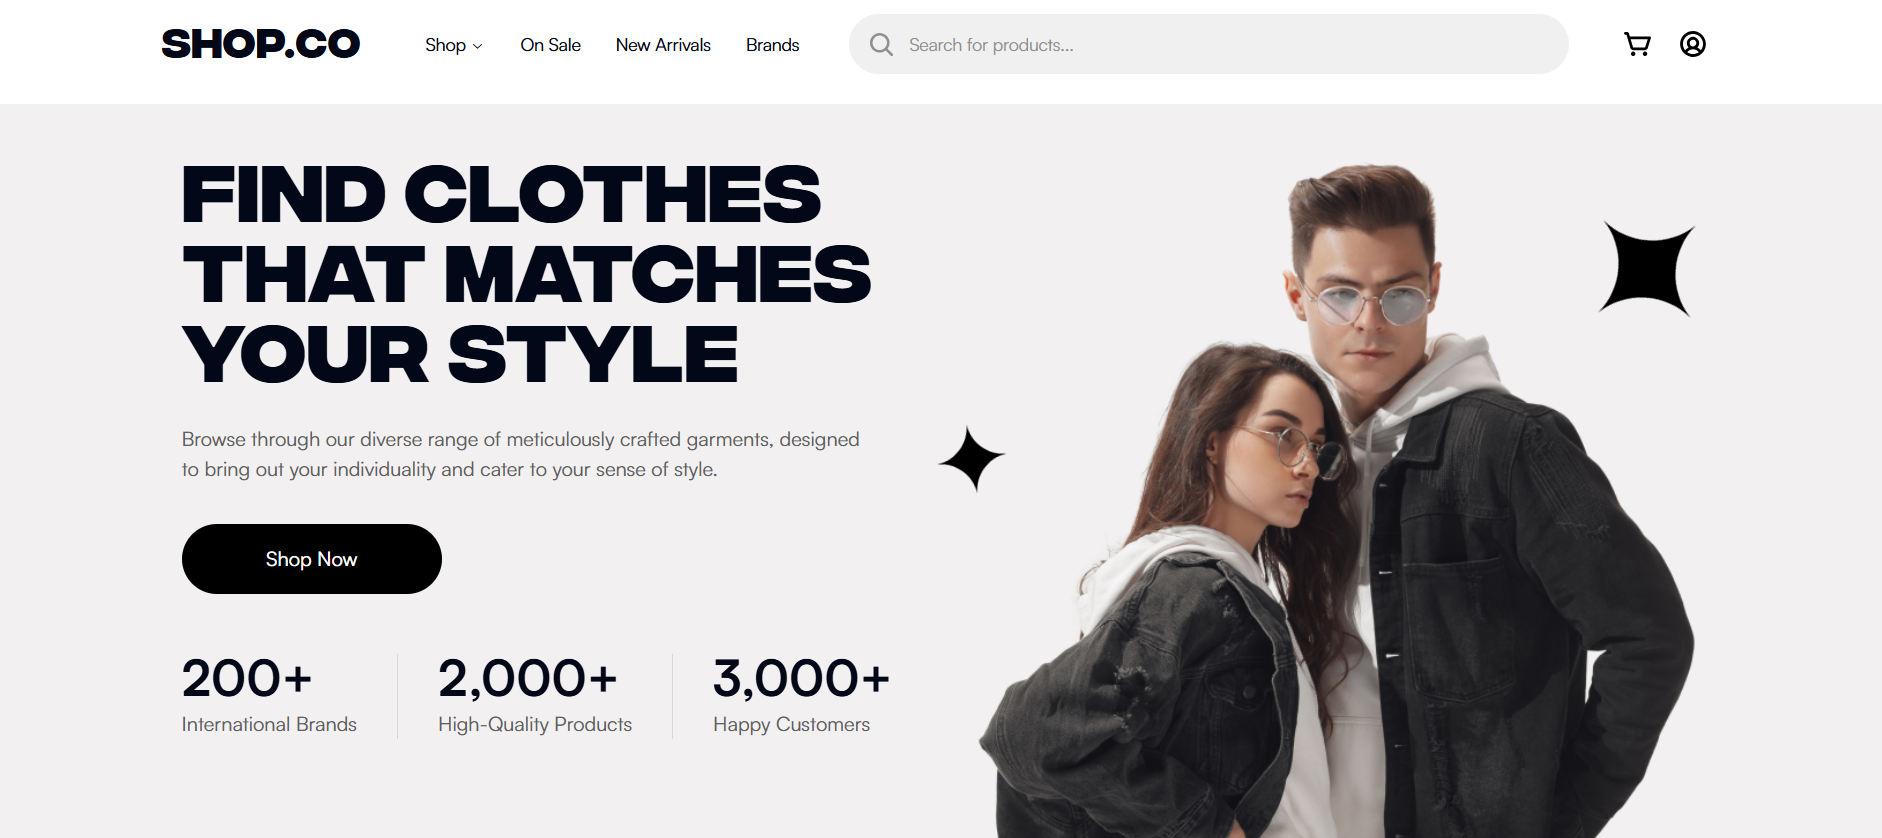 SHOP.CO
Shop
On Sale
New Arrivals
Brands
Search for products...
FIND CLOTHES
THAT MATCHES
YOUR STYLE
Browse through our diverse range of meticulously crafted garments, designed
to bring out your individuality and cater to your sense of style.
Shop Now
200+
International Brands
2,000+
High-Quality Products
3,000+
Happy Customers